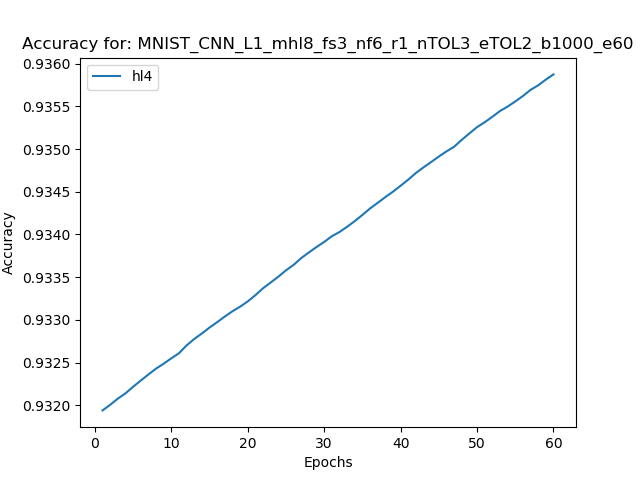 Accuracy for: MNIST_CNN_L1_mhl8_fs3_nf6_r1_nTOL3_eTOL2_b1000_e60
hl4
0.9360
0.9355
0.9350
0.9345
0.9340
0.9335
0.9330
0.9325
0.9320
Accuracy
0 10 20 30 40 50 60
Epochs